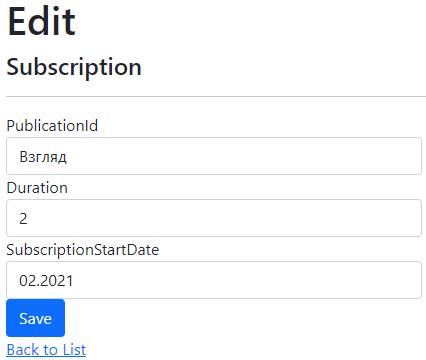 Edit
Subscription
PublicationId
Взгляд
Duration
2
SubscriptionStartDate
02.2021
Save
Back to List